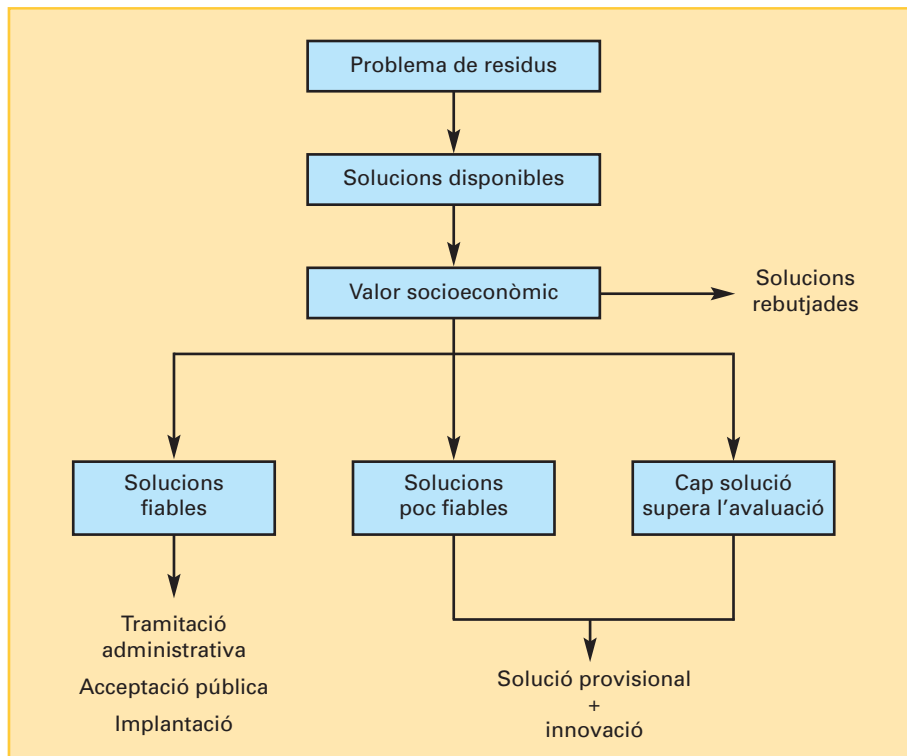 Problema de residus
Solucions disponibles
Valor socioeconòmic
Solucions
rebutjades
Solucions
fiables
Solucions
poc fiables
Cap solució
supera l'avaluació
Tramitació
administrativa
Acceptació pública
Implantació
Solució provisional
+
innovació